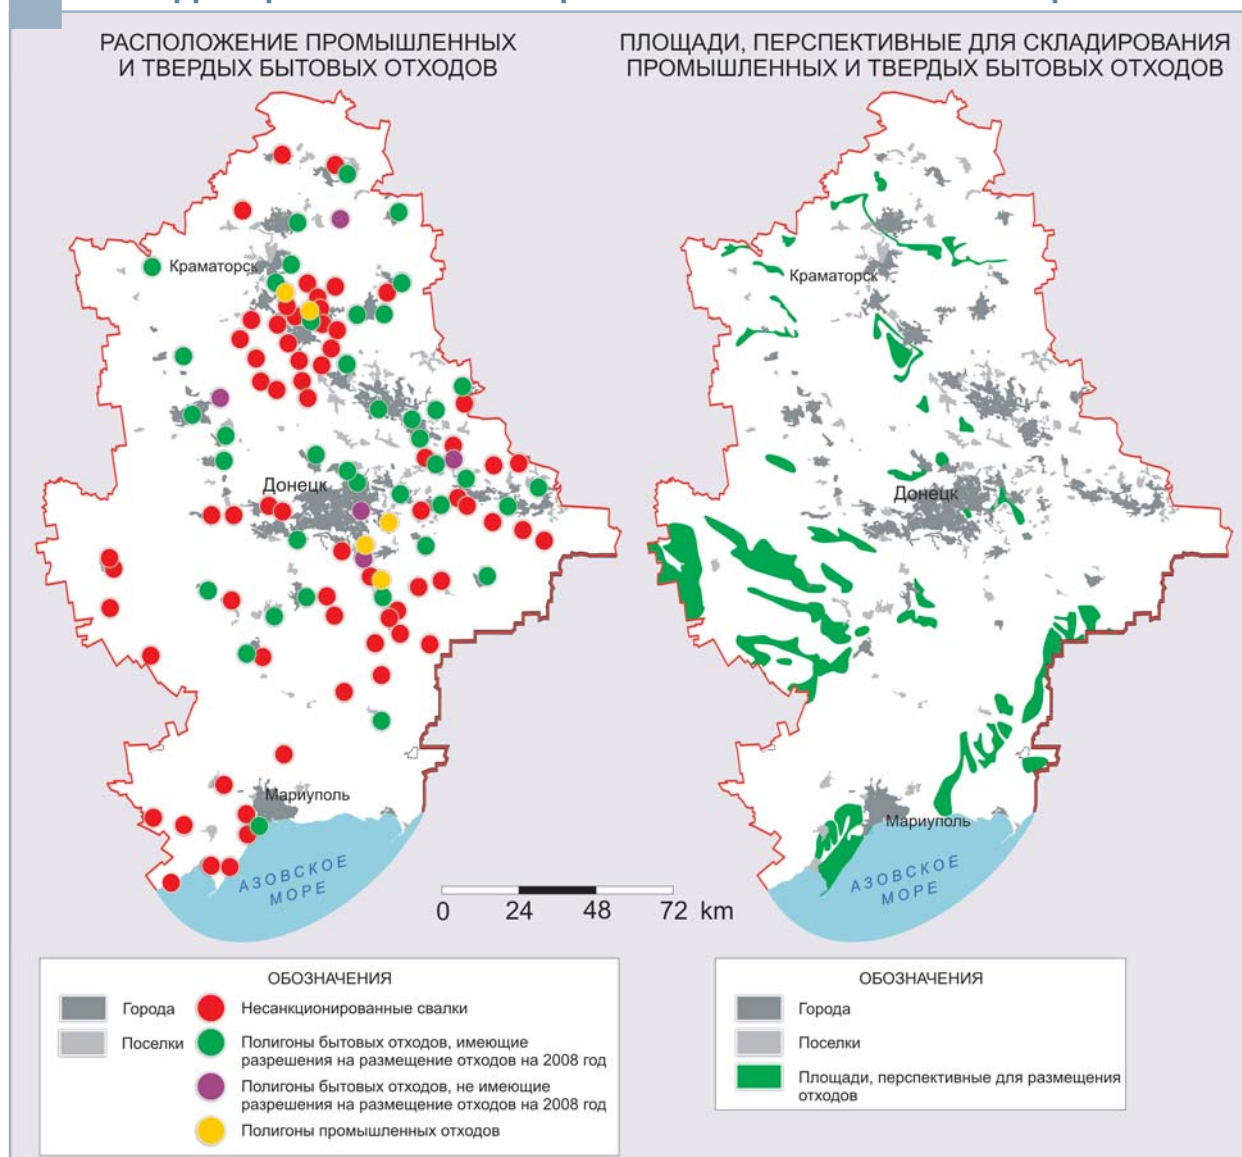 РАСПОЛОЖЕНИЕ ПРОМЫШЛЕННЫХ
И ТВЕРДЫХ БЫТОВЫХ ОТХОДОВ
ПЛОЩАДИ, ПЕРСПЕКТИВНЫЕ ДЛЯ СКЛАДИРОВАНИЯ
ПРОМЫШЛЕННЫХ И ТВЕРДЫХ БЫТОВЫХ ОТХОДОВ
Краматорск
Донецк
Мариуполь
АЗОВСКОЕ
МОРЕ
Краматорск
Донецк
Мариуполь
АЗОВСКОЕ
МОРЕ
0 24 48 72 km
ОБОЗНАЧЕНИЯ
Города
Поселки
Несанкционированные свалки
Полигоны бытовых отходов, имеющие
разрешения на размещение отходов на 2008 год
Полигоны бытовых отходов, не имеющие
разрешения на размещение отходов на 2008 год
Полигоны промышленных отходов
ОБОЗНАЧЕНИЯ
Города
Поселки
Площади, перспективные для размещения
отходов